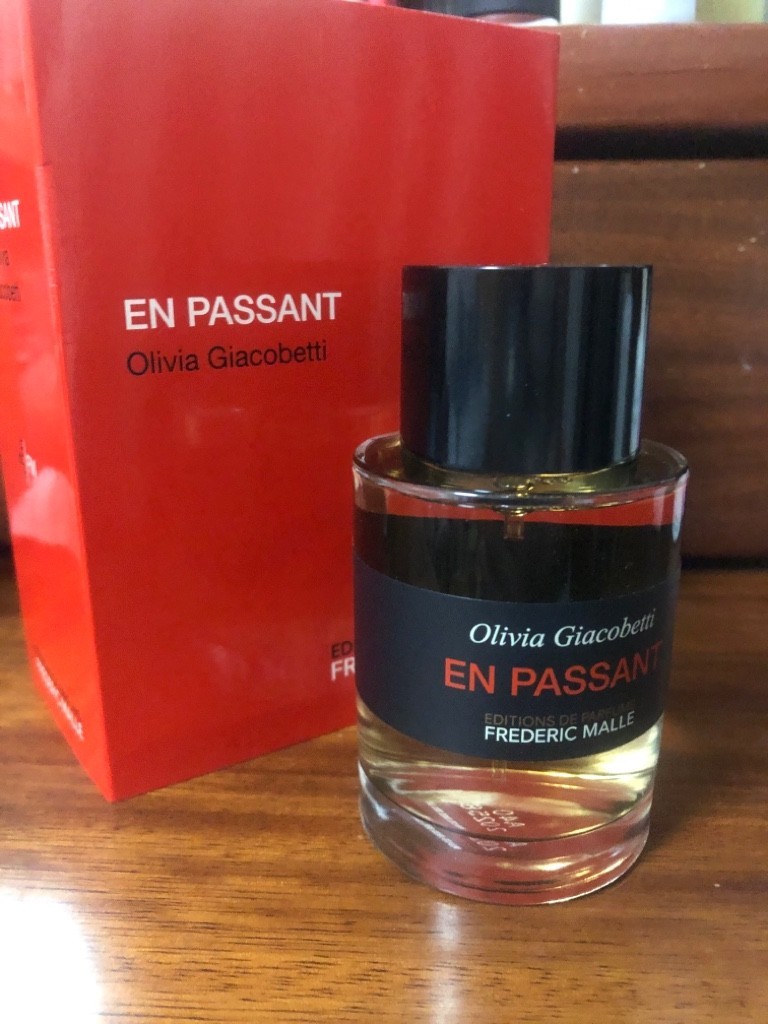 EN PASSANT
Olivia Giacobetti
Olivia Giacobetti
EN PASSANT
EDITIONS DE PARFUMS
FREDERIC MALLE